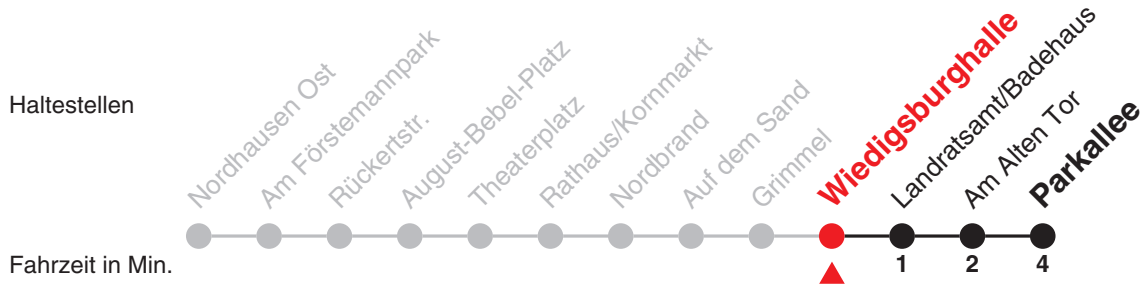 Haltestellen
Nordhausen Ost
Am Förstemannpark
Rückertstr.
August-Bebel-Platz
Theaterplatz
Rathaus/Kornmarkt
Nordbrand
Auf dem Sand
Grimmel
Wiedigsburghalle
Landratsamt/Badehaus
Am Alten Tor
Parkallee
Fahrzeit in Min.
1
2
4